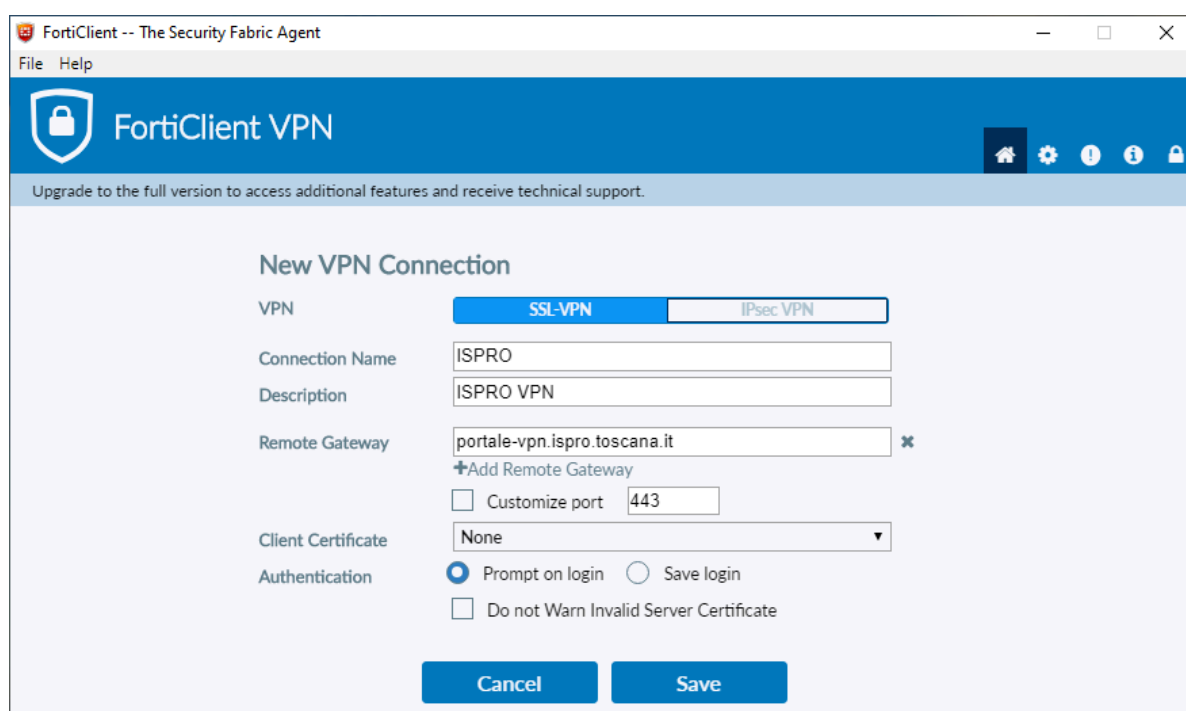 FortiClient -- The Security Fabric Agent
File Help
FortiClient VPN
Upgrade to the full version to access additional features and receive technical support.
New VPN Connection
VPN SSL-VPN IPsec VPN
Connection Name ISPRO
Description ISPRO VPN
Remote Gateway portale-vpn.ispro.toscana.it
+Add Remote Gateway
Customize port 443
Client Certificate None
Authentication Prompt on login Save login
Do not Warn Invalid Server Certificate
Cancel Save